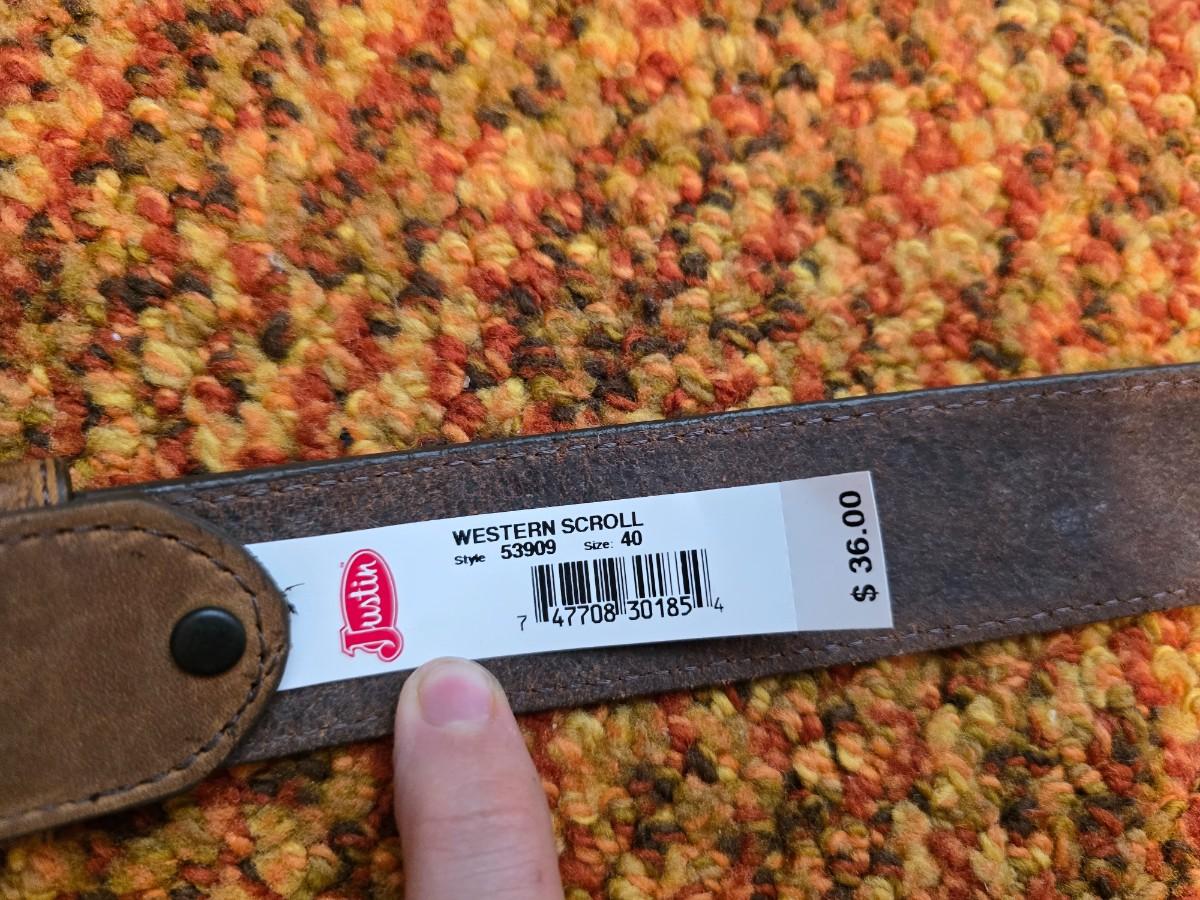 WESTERN SCROLL
Style 53909 Size: 40
Justin
7 47708 30185 4
$ 36.00